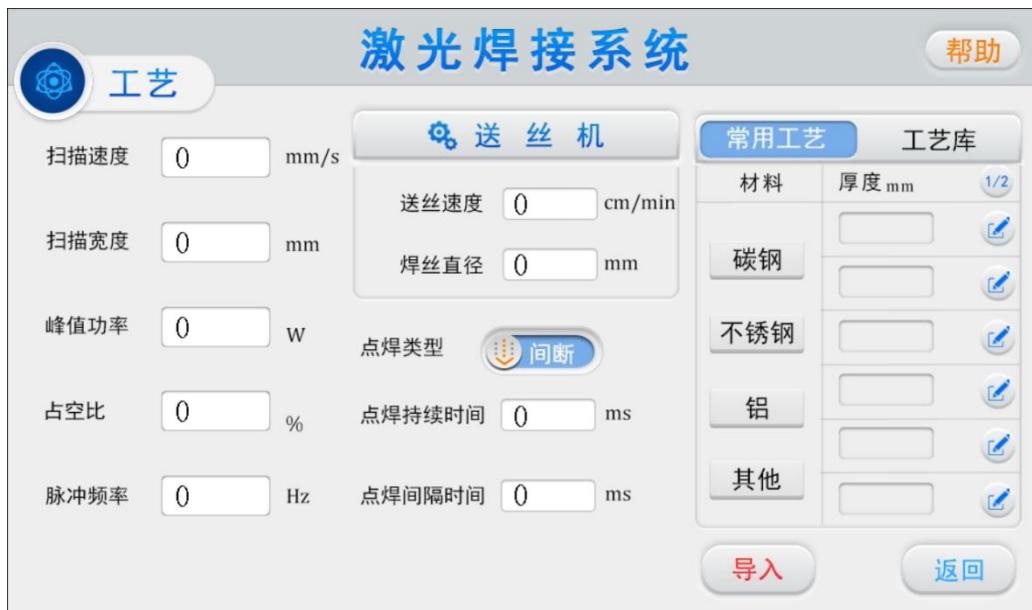 激光焊接系统
帮助
工艺
扫描速度 0 mm/s
扫描宽度 0 mm
峰值功率 0 W
占空比 0 %
脉冲频率 0 Hz
送丝机
送丝速度 0 cm/min
焊丝直径 0 mm
点焊类型 间断
点焊持续时间 0 ms
点焊间隔时间 0 ms
常用工艺 工艺库
材料 厚度mm 1/2
碳钢
不锈钢
铝
其他
导入 返回